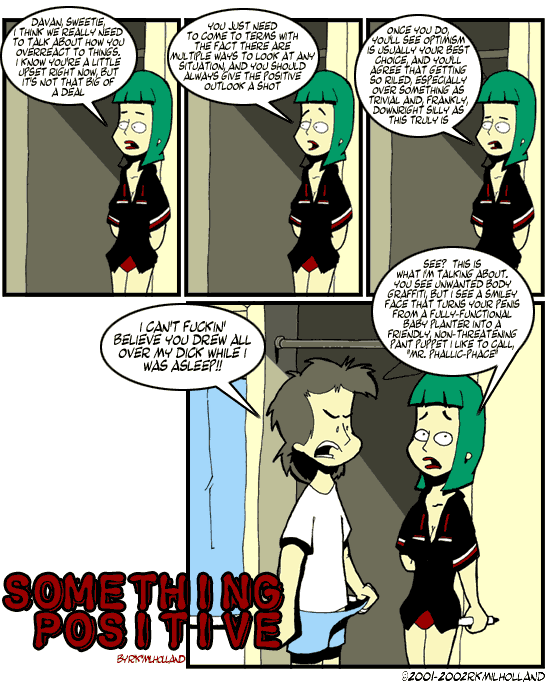 DAVAN, SWEETIE,
I THINK WE REALLY NEED
TO TALK ABOUT HOW YOU
OVERREACT TO THINGS.
I KNOW YOU'RE A LITTLE
UPSET RIGHT NOW, BUT
IT'S NOT THAT BIG OF
A DEAL
YOU JUST NEED
TO COME TO TERMS WITH
THE FACT THERE ARE
MULTIPLE WAYS TO LOOK AT ANY
SITUATION, AND YOU SHOULD
ALWAYS GIVE THE POSITIVE
OUTLOOK A SHOT
ONCE YOU DO,
YOU'LL SEE OPTIMISM
IS USUALLY YOUR BEST
CHOICE, AND YOU'LL
AGREE THAT GETTING
SO RILED, ESPECIALLY
OVER SOMETHING AS
TRIVIAL AND, FRANKLY,
DOWNRIGHT SILLY AS
THIS TRULY IS
I CAN'T FUCKIN'
BELIEVE YOU DREW ALL
OVER MY DICK WHILE I
WAS ASLEEP!!
SEE? THIS IS
WHAT I'M TALKING ABOUT.
YOU SEE UNWANTED BODY
GRAFFITI, BUT I SEE A SMILEY
FACE THAT TURNS YOUR PENIS
FROM A FULLY-FUNCTIONAL
BABY PLANTER INTO A
FRIENDLY, NON-THREATENING
PANT PUPPET I LIKE TO CALL,
"MR. PHALLIC-PHACE"
SOMETHING
POSITIVE
BY R*K*MILHOLLAND
©2001-2002R*K*MILHOLLAND